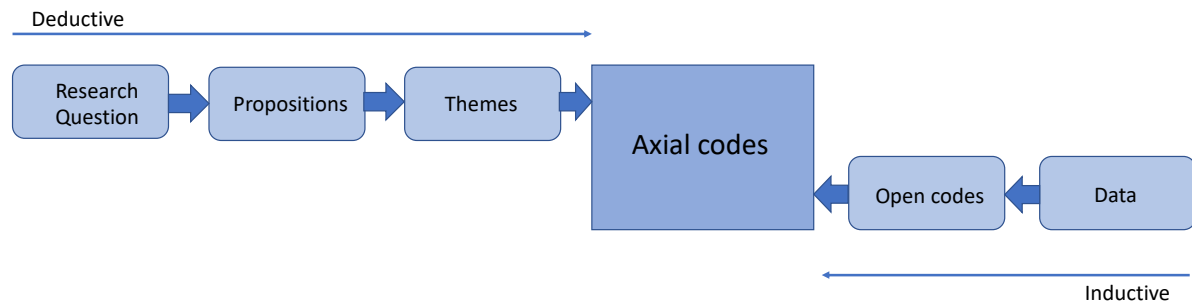 Deductive
Research
Question
Propositions
Themes
Axial codes
Open codes
Data
Inductive